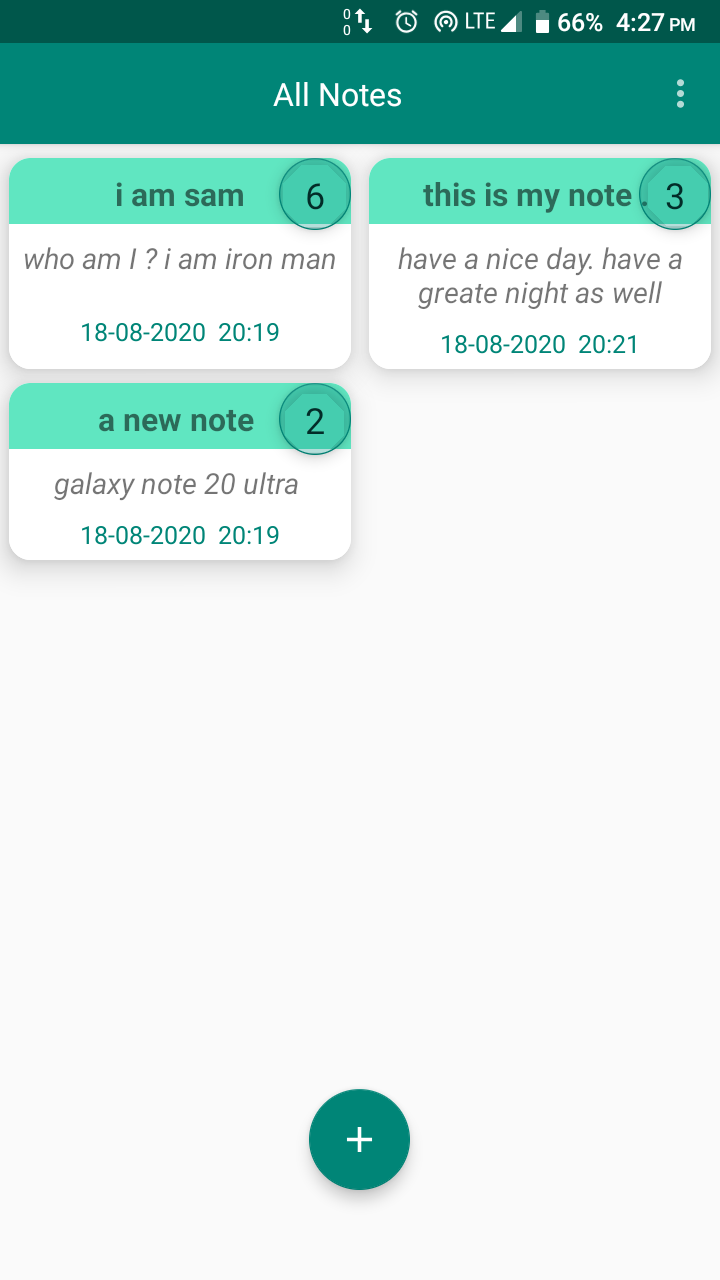 0
0
LTE 66% 4:27 PM
All Notes
i am sam 6
who am I ? i am iron man
18-08-2020 20:19
this is my note . 3
have a nice day. have a
greate night as well
18-08-2020 20:21
a new note 2
galaxy note 20 ultra
18-08-2020 20:19
+